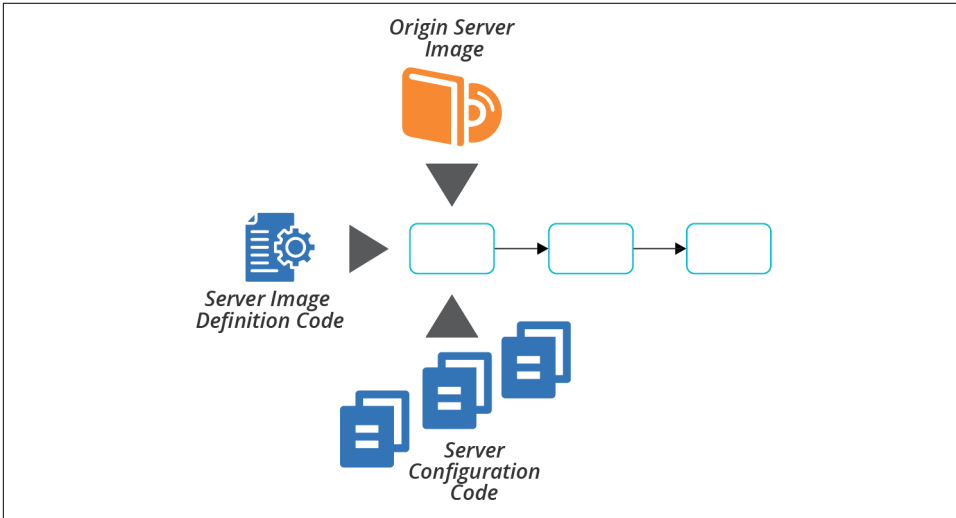 Origin Server
Image
Server Image
Definition Code
Server
Configuration
Code